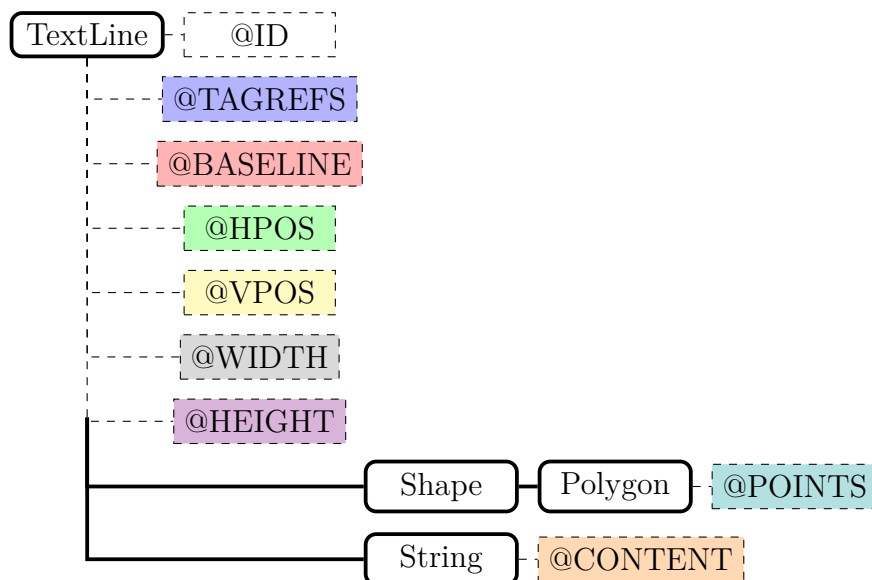 TextLine @ID
@TAGREFS
@BASELINE
@HPOS
@VPOS
@WIDTH
@HEIGHT
Shape Polygon @POINTS
String @CONTENT